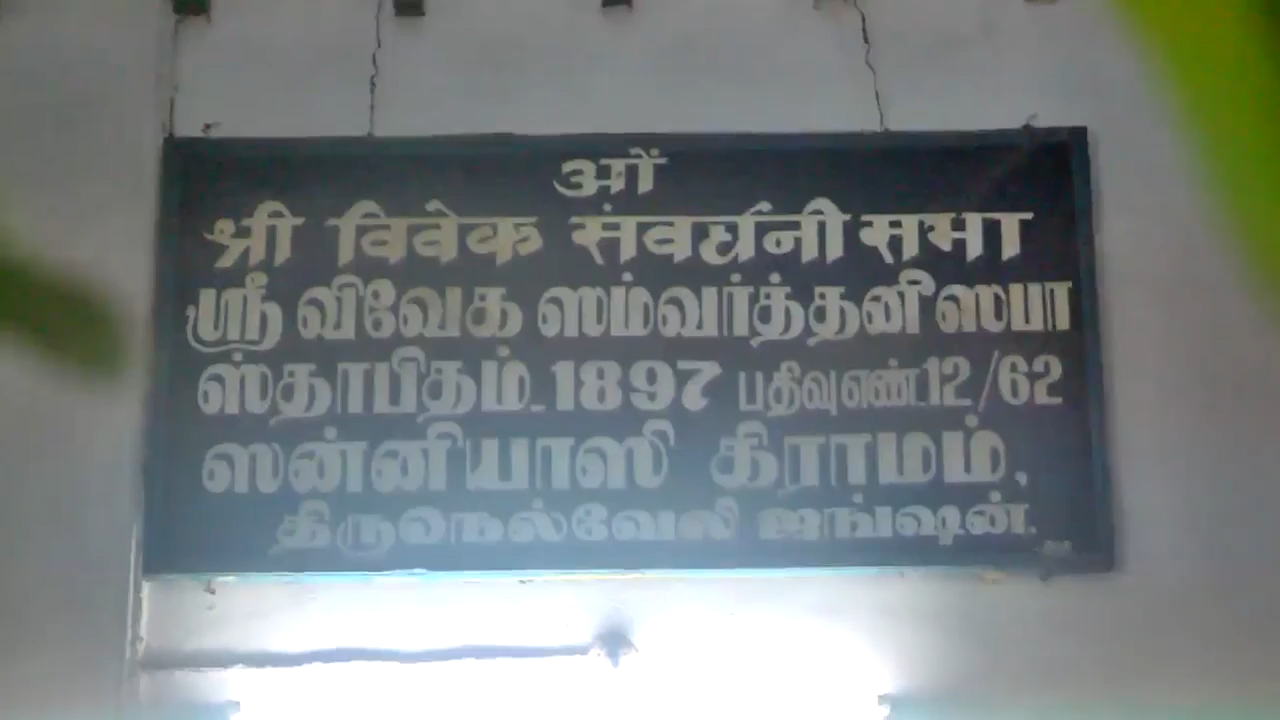 ओं
श्री विवेक संवर्धनी सभा
ஸ்ரீ விவேக ஸம்வர்த்தனி ஸபா
ஸ்தாபிதம். 1897 பதிவு எண்.12/62
ஸன்னியாஸி கிராமம்,
திருநெல்வேலி ஜங்ஷன்.